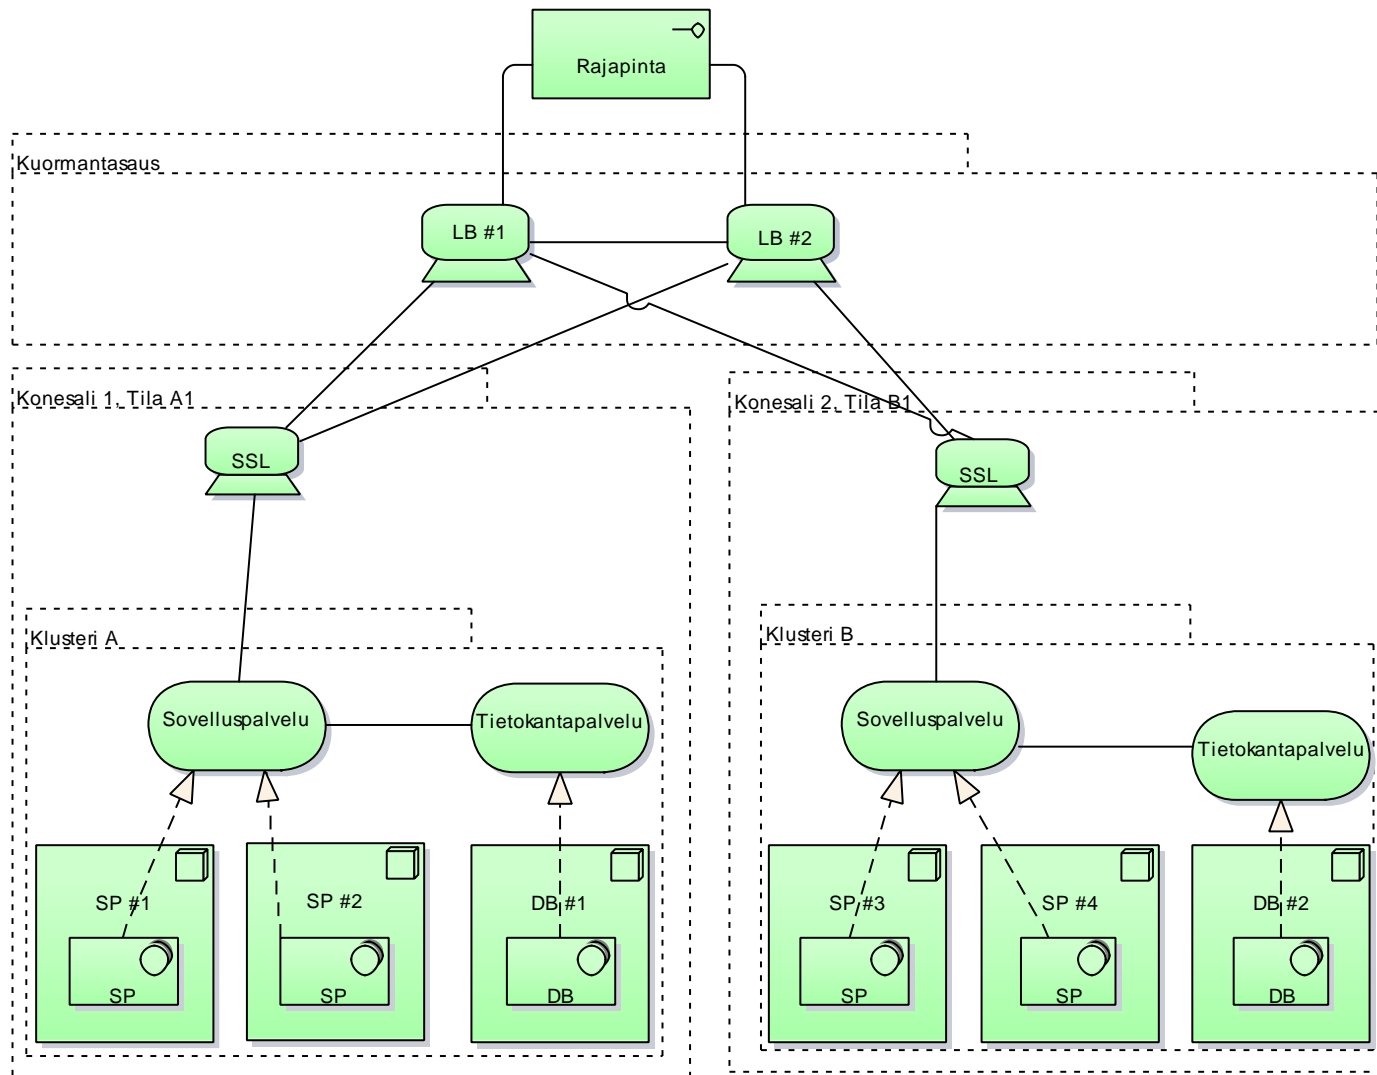 Rajapinta
Kuormantasaus
LB #1
LB #2
Konesali 1, Tila A1
Konesali 2, Tila B1
SSL
SSL
Klusteri A
Klusteri B
Sovelluspalvelu
Tietokantapalvelu
Sovelluspalvelu
Tietokantapalvelu
SP #1
SP #2
DB #1
SP #3
SP #4
DB #2
SP
SP
DB
SP
SP
DB